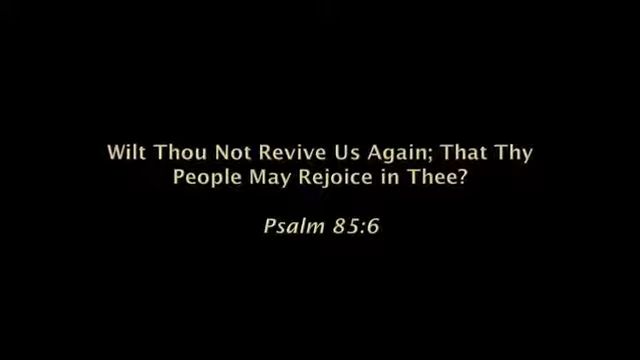 Wilt Thou Not Revive Us Again; That Thy
People May Rejoice in Thee?
Psalm 85:6